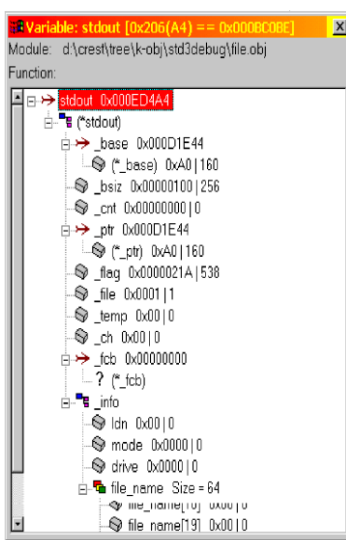 Variable: stdout [0x206(A4) == 0x000BC0BE]
Module: d:\crest\tree\k-obj\std3debug\file.obj
Function:
stdout 0x000ED4A4
(*stdout)
_base 0x000D1E44
(*_base) 0xA0|160
_bsiz 0x00000100|256
_cnt 0x00000000|0
_ptr 0x000D1E44
(*_ptr) 0xA0|160
_flag 0x0000021A|538
_file 0x0001|1
_temp 0x00|0
_ch 0x00|0
_fcb 0x00000000
? (*_fcb)
_info
ldn 0x00|0
mode 0x0000|0
drive 0x0000|0
file_name Size=64
file_name[19] 0x00|0